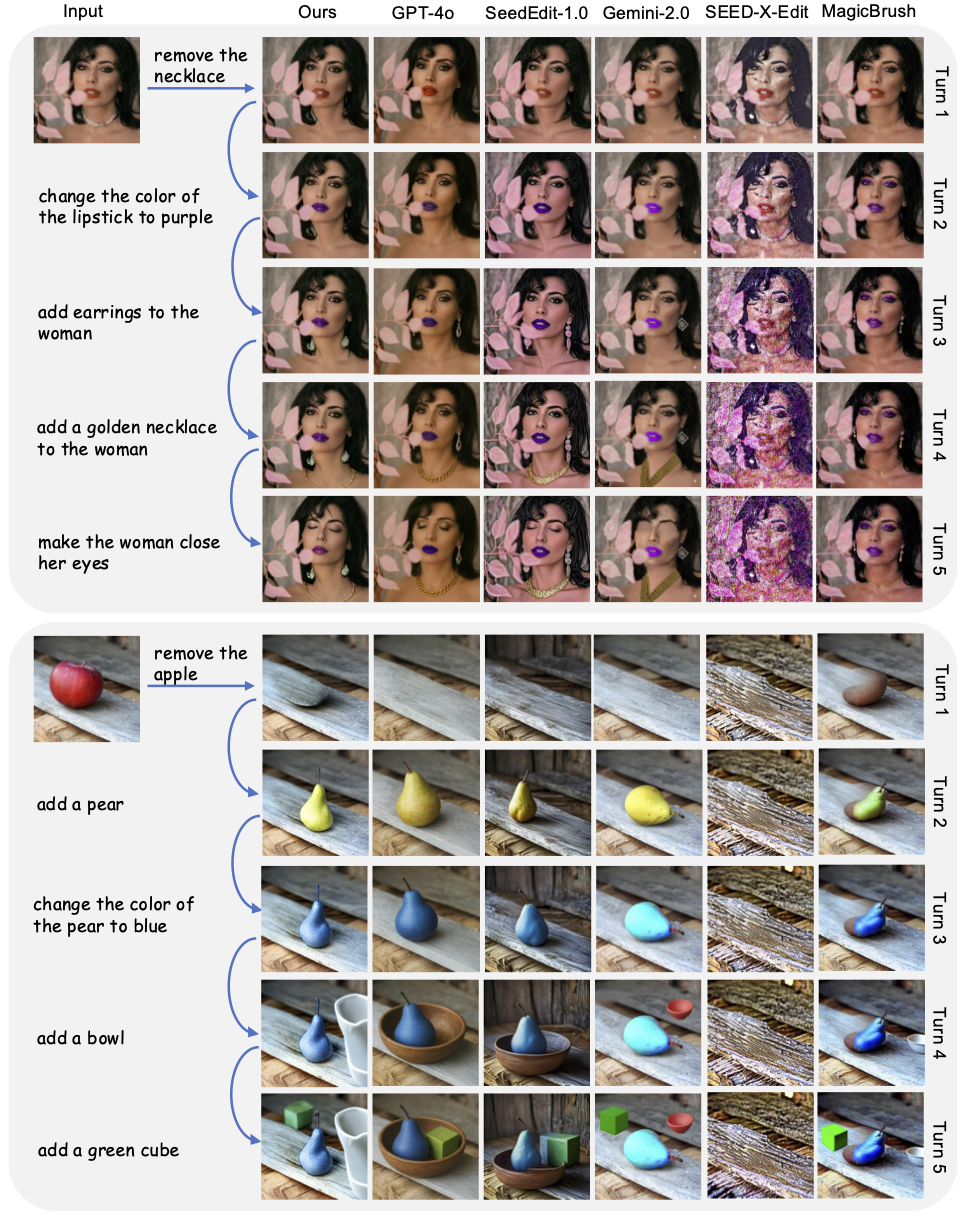 Input Ours GPT-4o SeedEdit-1.0 Gemini-2.0 SEED-X-Edit MagicBrush
remove the
necklace
Turn 1
change the color of
the lipstick to purple
Turn 2
add earrings to the
woman
Turn 3
add a golden necklace
to the woman
Turn 4
make the woman close
her eyes
Turn 5
remove the
apple
Turn 1
add a pear
Turn 2
change the color of
the pear to blue
Turn 3
add a bowl
Turn 4
add a green cube
Turn 5